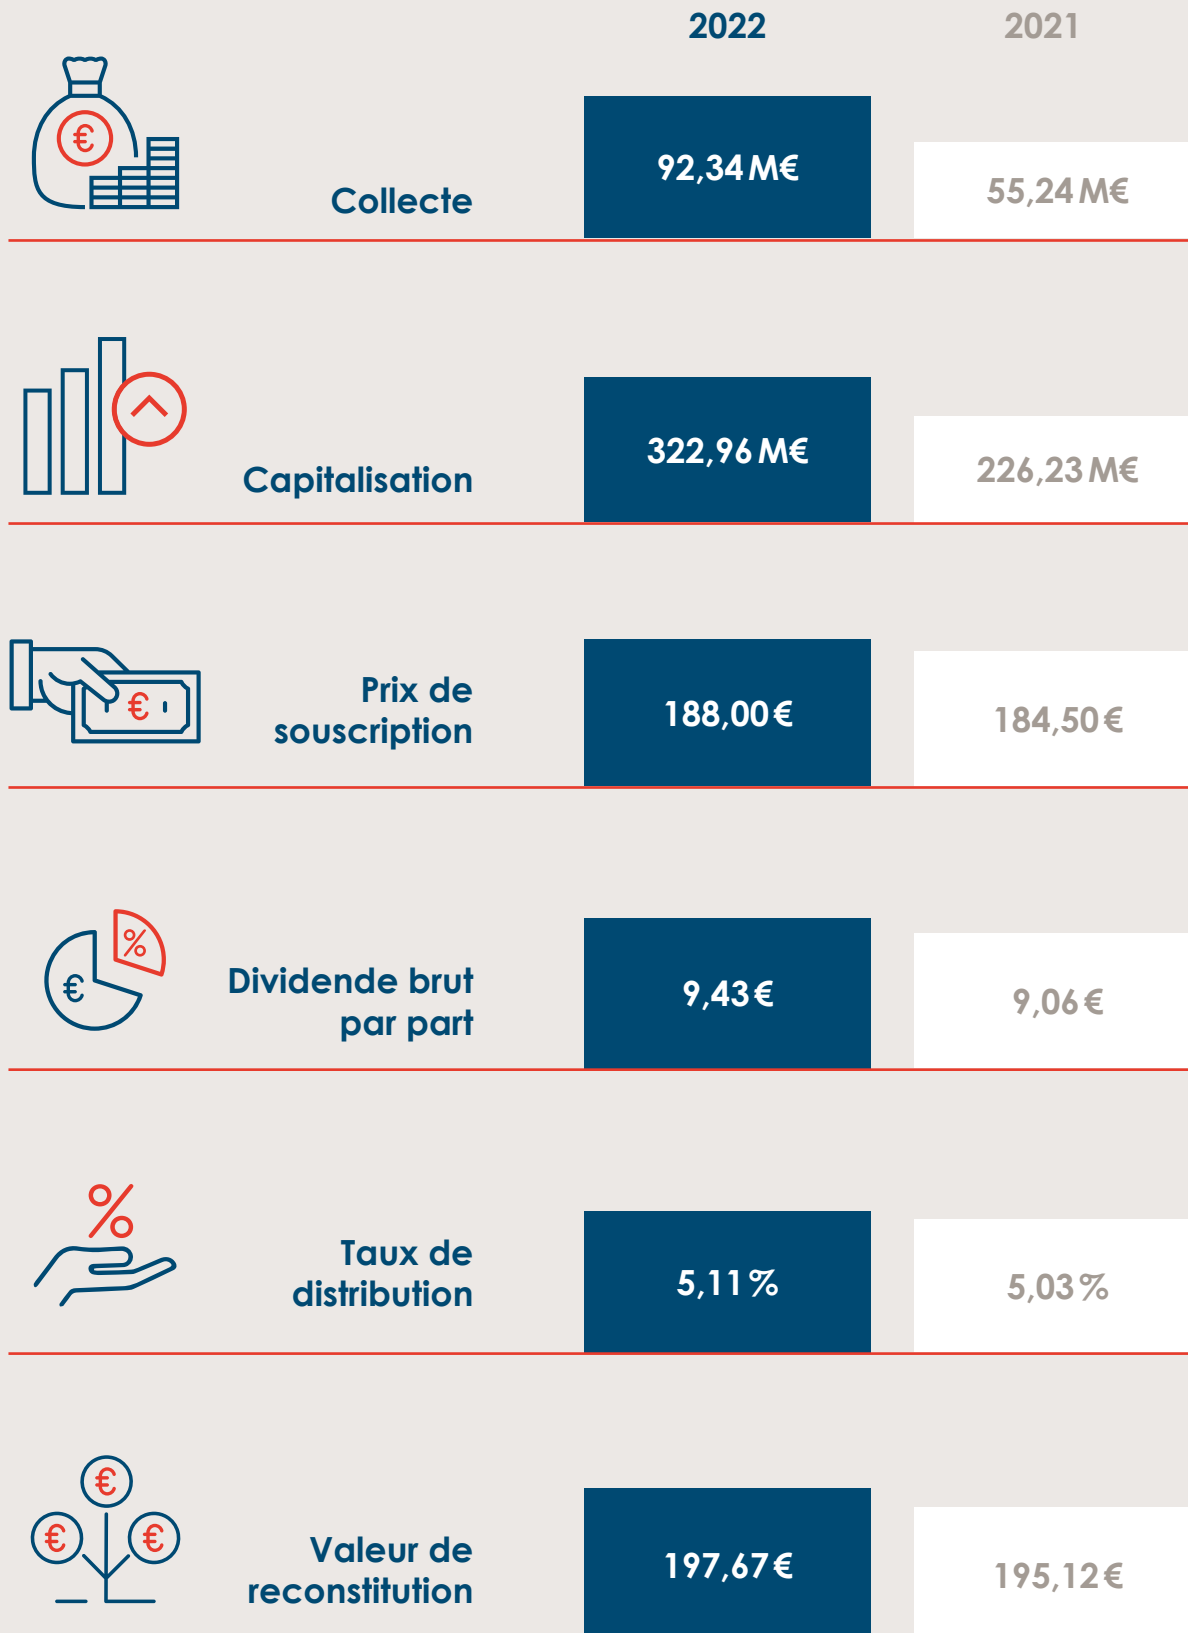 2022 2021
€
Collecte
92,34 M€
55,24 M€
Capitalisation
322,96 M€
226,23 M€
€
Prix de
souscription
188,00 €
184,50 €
%
€
Dividende brut
par part
9,43 €
9,06 €
%
Taux de
distribution
5,11 %
5,03 %
€
€ €
Valeur de
reconstitution
197,67 €
195,12 €